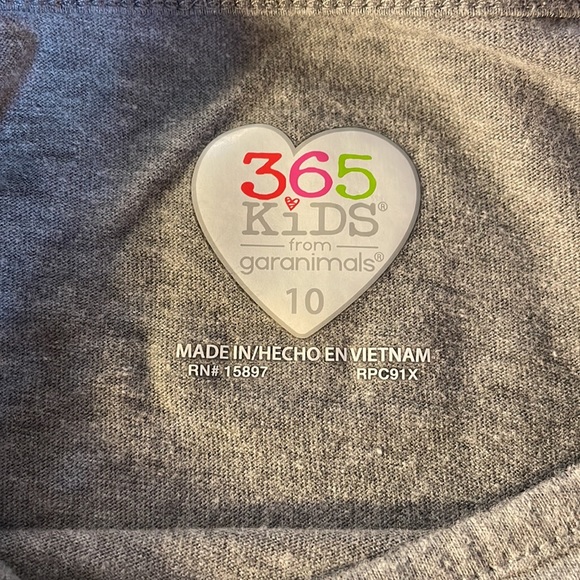 365
KiDS®
from
garanimals®
10
MADE IN/HECHO EN VIETNAM
RN# 15897 RPC91X